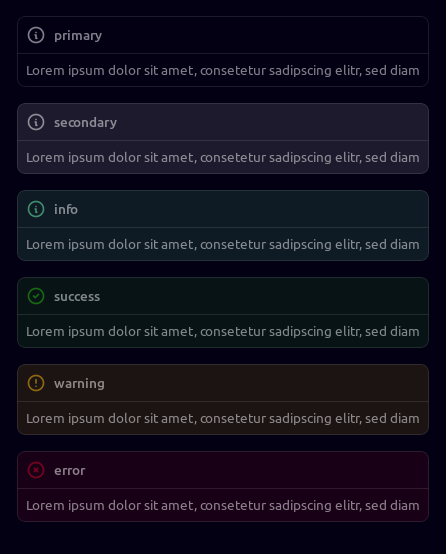 primary
Lorem ipsum dolor sit amet, consetetur sadipscing elitr, sed diam
secondary
Lorem ipsum dolor sit amet, consetetur sadipscing elitr, sed diam
info
Lorem ipsum dolor sit amet, consetetur sadipscing elitr, sed diam
success
Lorem ipsum dolor sit amet, consetetur sadipscing elitr, sed diam
warning
Lorem ipsum dolor sit amet, consetetur sadipscing elitr, sed diam
error
Lorem ipsum dolor sit amet, consetetur sadipscing elitr, sed diam